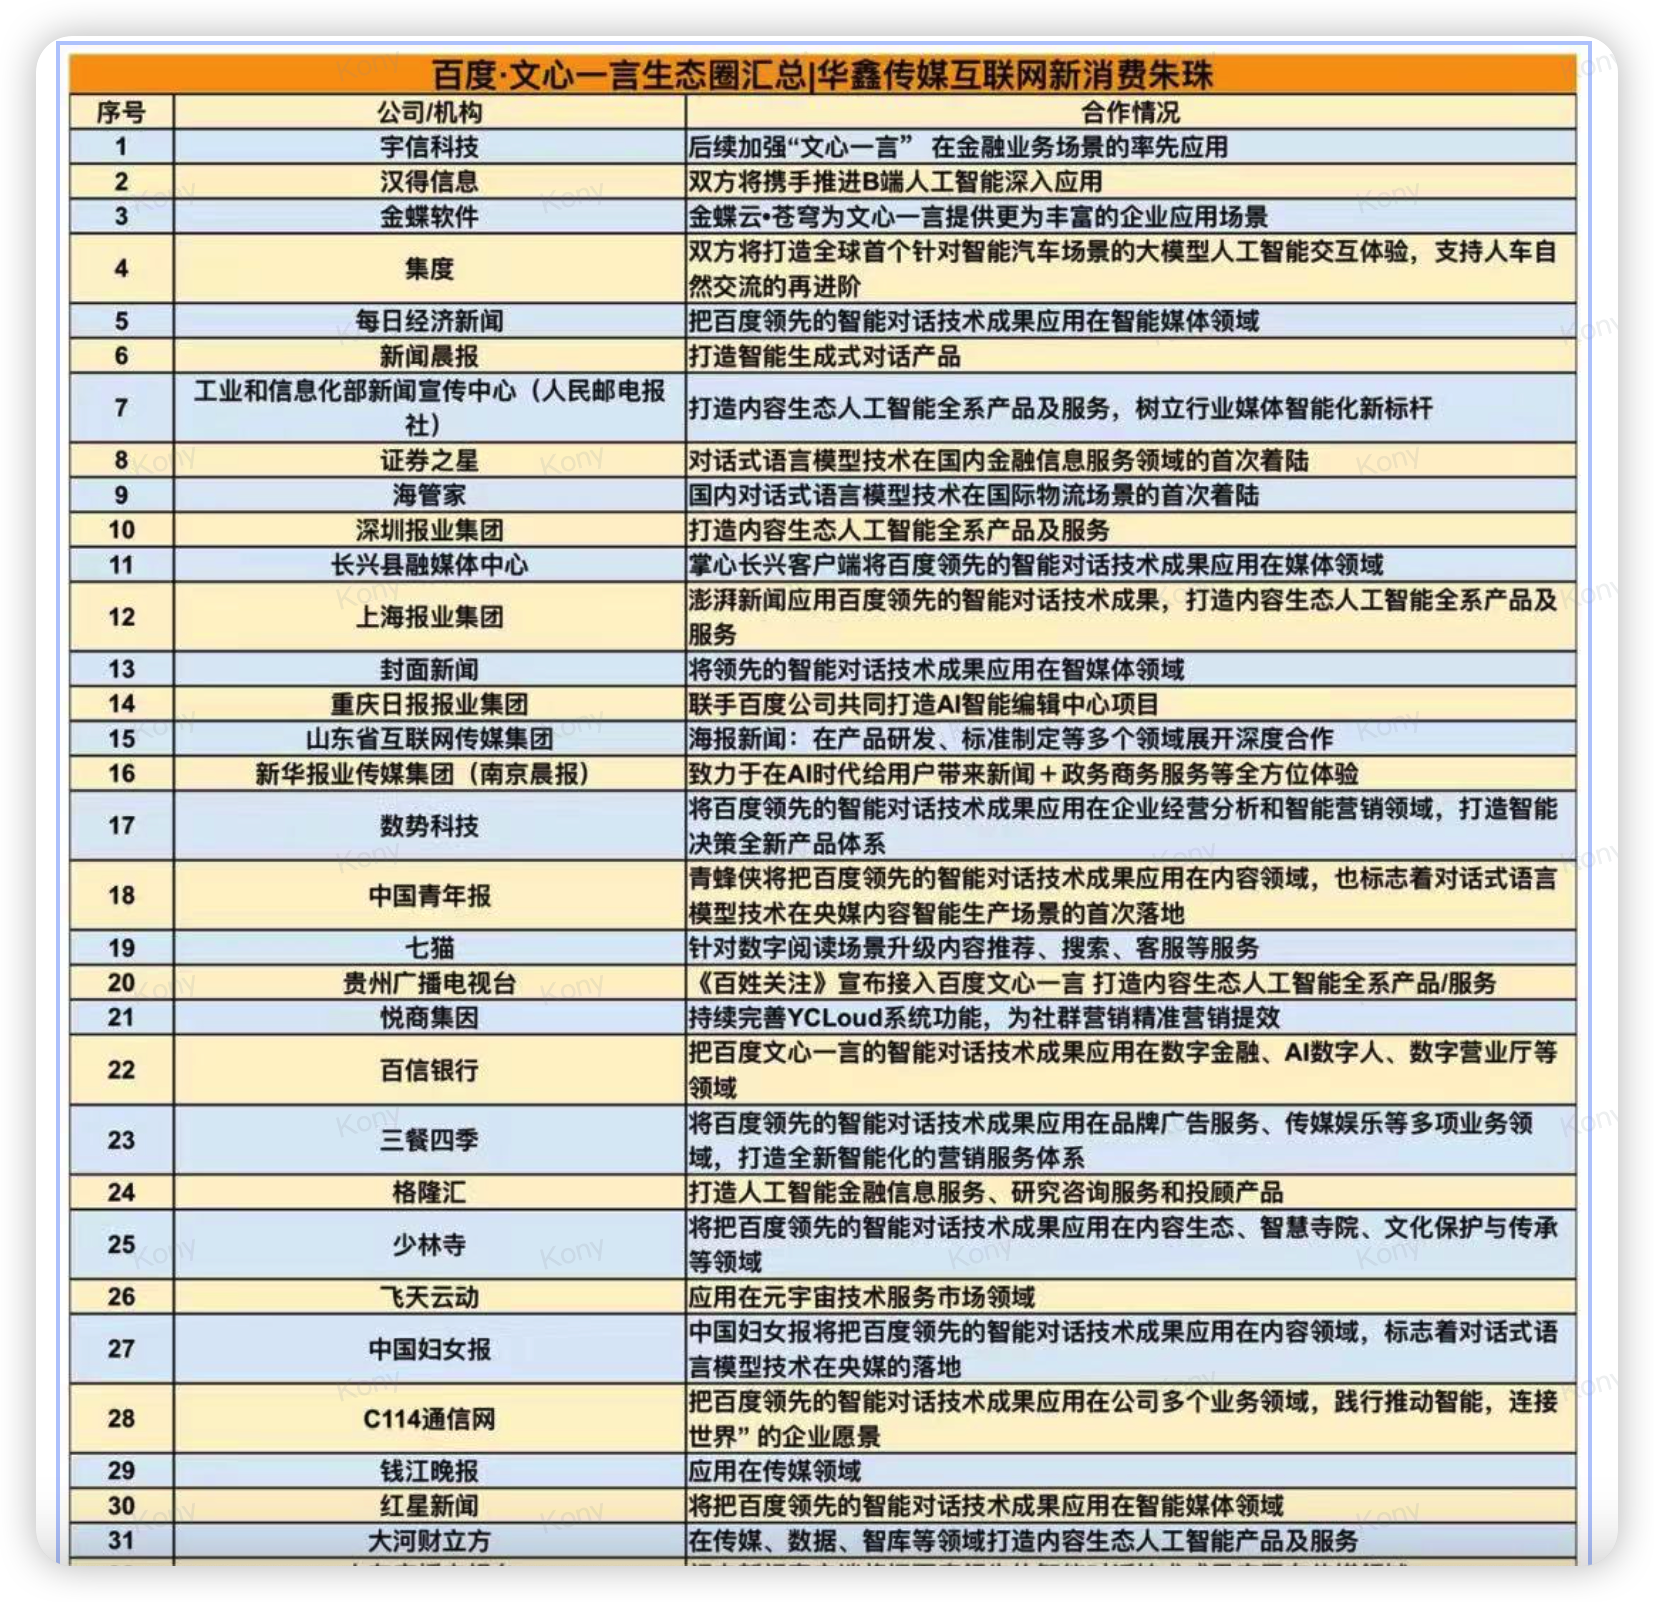 百度·文心一言生态圈汇总|华鑫传媒互联网新消费朱珠
序号 公司/机构 合作情况
1 宇信科技 后续加强“文心一言” 在金融业务场景的率先应用
2 汉得信息 双方将携手推进B端人工智能深入应用
3 金蝶软件 金蝶云•苍穹为文心一言提供更为丰富的企业应用场景
4 集度 双方将打造全球首个针对智能汽车场景的大模型人工智能交互体验，支持人车自
然交流的再进阶
5 每日经济新闻 把百度领先的智能对话技术成果应用在智能媒体领域
6 新闻晨报 打造智能生成式对话产品
7 工业和信息化部新闻宣传中心（人民邮电报
社） 打造内容生态人工智能全系产品及服务，树立行业媒体智能化新标杆
8 证券之星 对话式语言模型技术在国内金融信息服务领域的首次着陆
9 海管家 国内对话式语言模型技术在国际物流场景的首次着陆
10 深圳报业集团 打造内容生态人工智能全系产品及服务
11 长兴县融媒体中心 掌心长兴客户端将百度领先的智能对话技术成果应用在媒体领域
12 上海报业集团 澎湃新闻应用百度领先的智能对话技术成果，打造内容生态人工智能全系产品及
服务
13 封面新闻 将领先的智能对话技术成果应用在智媒体领域
14 重庆日报报业集团 联手百度公司共同打造AI智能编辑中心项目
15 山东省互联网传媒集团 海报新闻：在产品研发、标准制定等多个领域展开深度合作
16 新华报业传媒集团（南京晨报） 致力于在AI时代给用户带来新闻＋政务商务服务等全方位体验
17 数势科技 将百度领先的智能对话技术成果应用在企业经营分析和智能营销领域，打造智能
决策全新产品体系
18 中国青年报 青蜂侠将把百度领先的智能对话技术成果应用在内容领域，也标志着对话式语言
模型技术在央媒内容智能生产场景的首次落地
19 七猫 针对数字阅读场景升级内容推荐、搜索、客服等服务
20 贵州广播电视台 《百姓关注》宣布接入百度文心一言 打造内容生态人工智能全系产品/服务
21 悦商集因 持续完善YCLoud系统功能，为社群营销精准营销提效
22 百信银行 把百度文心一言的智能对话技术成果应用在数字金融、AI数字人、数字营业厅等
领域
23 三餐四季 将百度领先的智能对话技术成果应用在品牌广告服务、传媒娱乐等多项业务领
域，打造全新智能化的营销服务体系
24 格隆汇 打造人工智能金融信息服务、研究咨询服务和投顾产品
25 少林寺 将把百度领先的智能对话技术成果应用在内容生态、智慧寺院、文化保护与传承
等领域
26 飞天云动 应用在元宇宙技术服务市场领域
27 中国妇女报 中国妇女报将把百度领先的智能对话技术成果应用在内容领域，标志着对话式语
言模型技术在央媒的落地
28 C114通信网 把百度领先的智能对话技术成果应用在公司多个业务领域，践行推动智能，连接
世界” 的企业愿景
29 钱江晚报 应用在传媒领域
30 红星新闻 将把百度领先的智能对话技术成果应用在智能媒体领域
31 大河财立方 在传媒、数据、智库等领域打造内容生态人工智能产品及服务